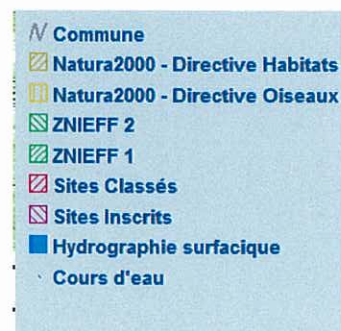 Commune
Natura2000 - Directive Habitats
Natura2000 - Directive Oiseaux
ZNIEFF 2
ZNIEFF 1
Sites Classés
Sites Inscrits
Hydrographie surfacique
Cours d'eau